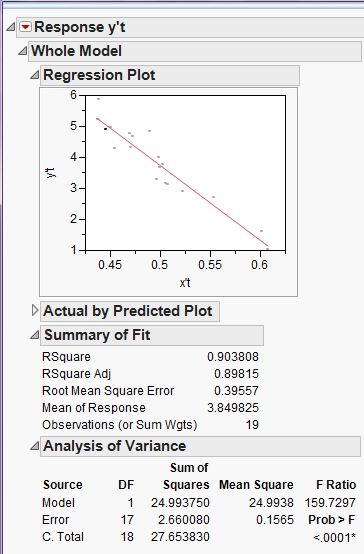 Response y't
Whole Model
Regression Plot
6
5
4
3
2
1
y't
0.45 0.5 0.55 0.6
x't
Actual by Predicted Plot
Summary of Fit
RSquare 0.903808
RSquare Adj 0.89815
Root Mean Square Error 0.39557
Mean of Response 3.849825
Observations (or Sum Wgts) 19
Analysis of Variance
Sum of
Source DF Squares Mean Square F Ratio
Model 1 24.993750 24.9938 159.7297
Error 17 2.660080 0.1565 Prob > F
C. Total 18 27.653830 <.0001*